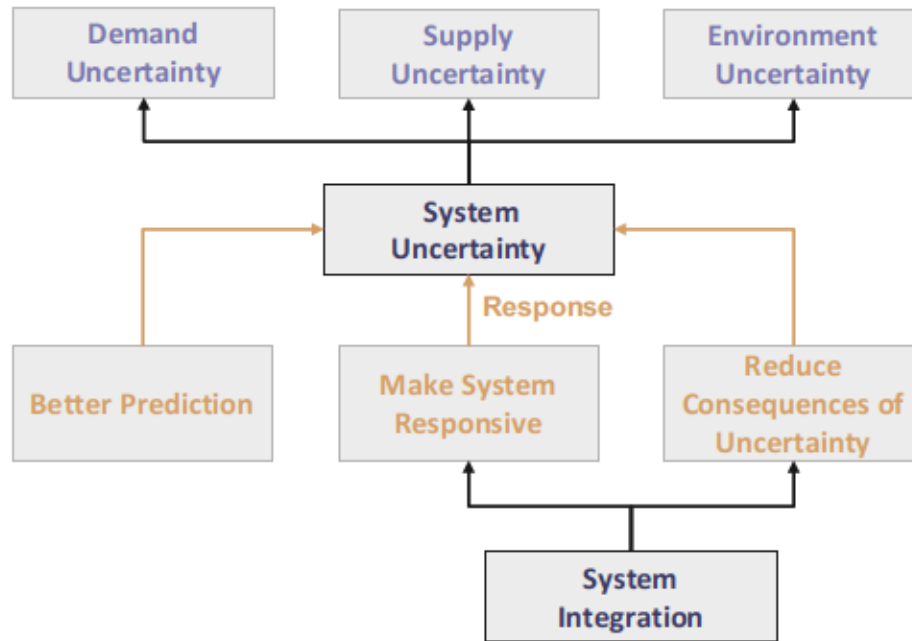 Demand
Uncertainty
Supply
Uncertainty
Environment
Uncertainty
System
Uncertainty
Response
Better Prediction
Make System
Responsive
Reduce
Consequences of
Uncertainty
System
Integration